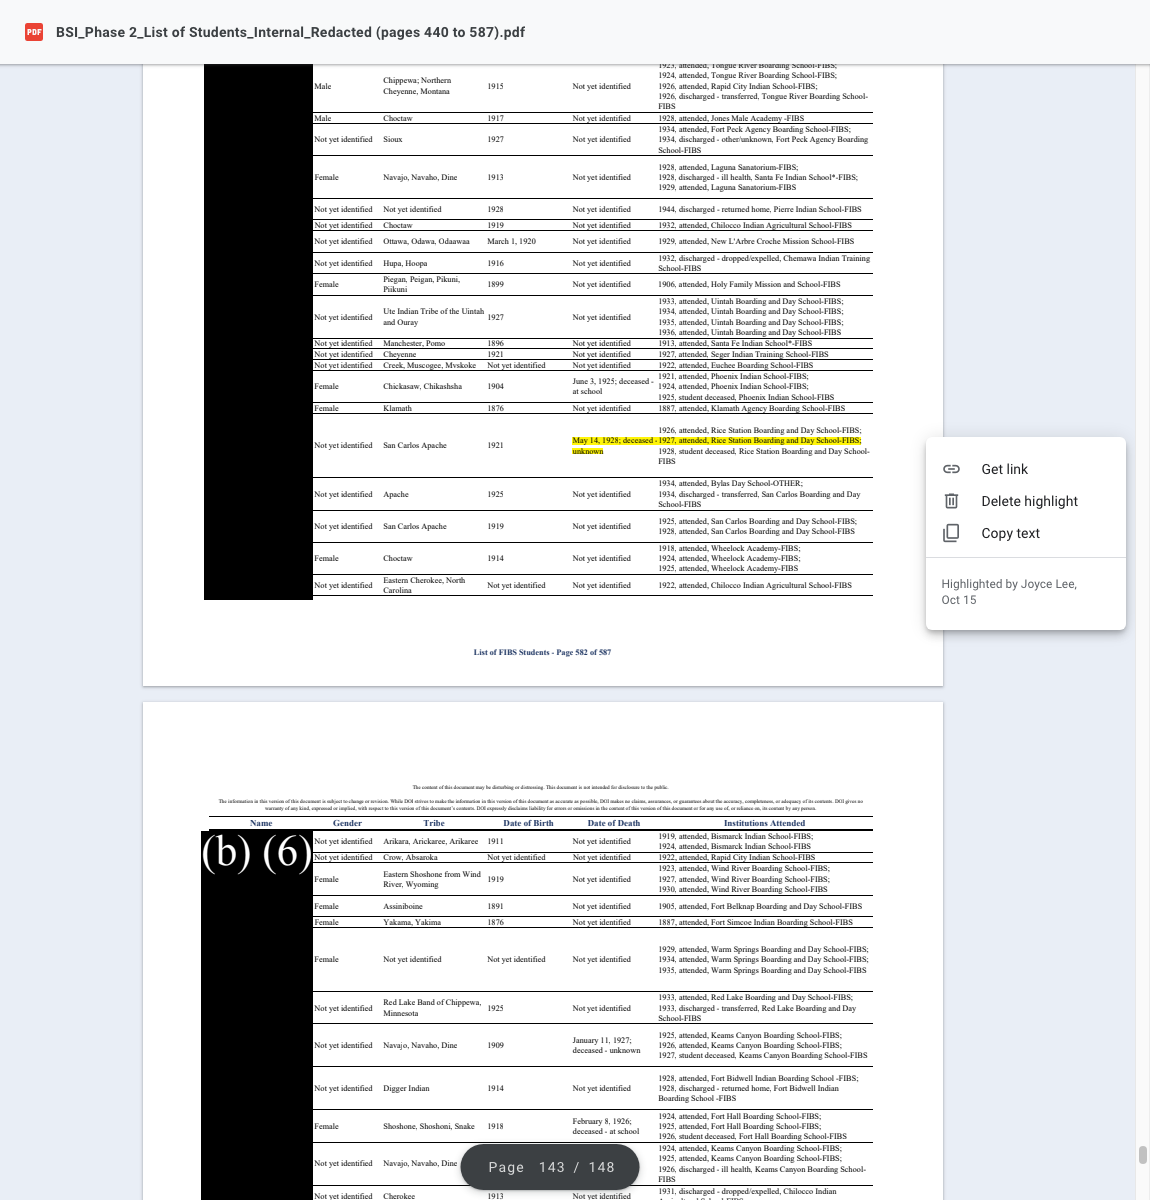 PDF BSI_Phase 2_List of Students_Internal_Redacted (pages 440 to 587).pdf
1923, attended, Tongue River Boarding School-FIBS;
Male Chippewa; Northern Cheyenne, Montana 1915 Not yet identified 1924, attended, Tongue River Boarding School-FIBS;
1926, attended, Rapid City Indian School-FIBS;
1926, discharged - transferred, Tongue River Boarding School-
FIBS
Male Choctaw 1917 Not yet identified 1928, attended, Jones Male Academy -FIBS
Not yet identified Sioux 1927 Not yet identified 1934, attended, Fort Peck Agency Boarding School-FIBS;
1934, discharged - other/unknown, Fort Peck Agency Boarding
School-FIBS
Female Navajo, Navaho, Dine 1913 Not yet identified 1928, attended, Laguna Sanatorium-FIBS;
1928, discharged - ill health, Santa Fe Indian School*-FIBS;
1929, attended, Laguna Sanatorium-FIBS
Not yet identified Not yet identified 1928 Not yet identified 1944, discharged - returned home, Pierre Indian School-FIBS
Not yet identified Choctaw 1919 Not yet identified 1932, attended, Chilocco Indian Agricultural School-FIBS
Not yet identified Ottawa, Odawa, Odaawaa March 1, 1920 Not yet identified 1929, attended, New L'Arbre Croche Mission School-FIBS
Not yet identified Hupa, Hoopa 1916 Not yet identified 1932, discharged - dropped/expelled, Chemawa Indian Training
School-FIBS
Female Piegan, Peigan, Pikuni, Piikuni 1899 Not yet identified 1906, attended, Holy Family Mission and School-FIBS
Not yet identified Ute Indian Tribe of the Uintah and Ouray 1927 Not yet identified 1933, attended, Uintah Boarding and Day School-FIBS;
1934, attended, Uintah Boarding and Day School-FIBS;
1935, attended, Uintah Boarding and Day School-FIBS;
1936, attended, Uintah Boarding and Day School-FIBS
Not yet identified Manchester, Pomo 1896 Not yet identified 1913, attended, Santa Fe Indian School*-FIBS
Not yet identified Cheyenne 1921 Not yet identified 1927, attended, Seger Indian Training School-FIBS
Not yet identified Creek, Muscogee, Mvskoke Not yet identified Not yet identified 1922, attended, Euchee Boarding School-FIBS
Female Chickasaw, Chikashsha 1904 June 3, 1925; deceased - at school 1921, attended, Phoenix Indian School-FIBS;
1924, attended, Phoenix Indian School-FIBS;
1925, student deceased, Phoenix Indian School-FIBS
Female Klamath 1876 Not yet identified 1887, attended, Klamath Agency Boarding School-FIBS
Not yet identified San Carlos Apache 1921 May 14, 1928; deceased - unknown 1926, attended, Rice Station Boarding and Day School-FIBS;
1927, attended, Rice Station Boarding and Day School-FIBS;
1928, student deceased, Rice Station Boarding and Day School-
FIBS
Not yet identified Apache 1925 Not yet identified 1934, attended, Bylas Day School-OTHER;
1934, discharged - transferred, San Carlos Boarding and Day
School-FIBS
Not yet identified San Carlos Apache 1919 Not yet identified 1925, attended, San Carlos Boarding and Day School-FIBS;
1928, attended, San Carlos Boarding and Day School-FIBS
Female Choctaw 1914 Not yet identified 1918, attended, Wheelock Academy-FIBS;
1924, attended, Wheelock Academy-FIBS;
1925, attended, Wheelock Academy-FIBS
Not yet identified Eastern Cherokee, North Carolina Not yet identified Not yet identified 1922, attended, Chilocco Indian Agricultural School-FIBS
List of FIBS Students - Page 582 of 587
Get link
Delete highlight
Copy text
Highlighted by Joyce Lee,
Oct 15
The content of this document may be disturbing or distressing. This document is not intended for disclosure to the public.
The information in this version of this document is subject to change or revision. While DOI strives to make the information in this version of this document as accurate as possible, DOI makes no claims, assurances, or guarantees about the accuracy, completeness, or adequacy of its contents. DOI gives no
warranty of any kind, expressed or implied, with respect to this version of this document's contents. DOI expressly disclaims liability for errors or omissions in the content of this version of this document or for any use of, or reliance on, its content by any person.
Name Gender Tribe Date of Birth Date of Death Institutions Attended
(b) (6)
Not yet identified Arikara, Arickaree, Arikaree 1911 Not yet identified 1919, attended, Bismarck Indian School-FIBS;
1924, attended, Bismarck Indian School-FIBS
Not yet identified Crow, Absaroka Not yet identified Not yet identified 1922, attended, Rapid City Indian School-FIBS
Female Eastern Shoshone from Wind River, Wyoming 1919 Not yet identified 1923, attended, Wind River Boarding School-FIBS;
1927, attended, Wind River Boarding School-FIBS;
1930, attended, Wind River Boarding School-FIBS
Female Assiniboine 1891 Not yet identified 1905, attended, Fort Belknap Boarding and Day School-FIBS
Female Yakama, Yakima 1876 Not yet identified 1887, attended, Fort Simcoe Indian Boarding School-FIBS
Female Not yet identified Not yet identified Not yet identified 1929, attended, Warm Springs Boarding and Day School-FIBS;
1934, attended, Warm Springs Boarding and Day School-FIBS;
1935, attended, Warm Springs Boarding and Day School-FIBS
Not yet identified Red Lake Band of Chippewa, Minnesota 1925 Not yet identified 1933, attended, Red Lake Boarding and Day School-FIBS;
1933, discharged - transferred, Red Lake Boarding and Day
School-FIBS
Not yet identified Navajo, Navaho, Dine 1909 January 11, 1927; deceased - unknown 1925, attended, Keams Canyon Boarding School-FIBS;
1926, attended, Keams Canyon Boarding School-FIBS;
1927, student deceased, Keams Canyon Boarding School-FIBS
Not yet identified Digger Indian 1914 Not yet identified 1928, attended, Fort Bidwell Indian Boarding School -FIBS;
1928, discharged - returned home, Fort Bidwell Indian
Boarding School -FIBS
Female Shoshone, Shoshoni, Snake 1918 February 8, 1926; deceased - at school 1924, attended, Fort Hall Boarding School-FIBS;
1925, attended, Fort Hall Boarding School-FIBS;
1926, student deceased, Fort Hall Boarding School-FIBS
Not yet identified Navajo, Navaho, Dine 1924, attended, Keams Canyon Boarding School-FIBS;
1925, attended, Keams Canyon Boarding School-FIBS;
1926, discharged - ill health, Keams Canyon Boarding School-
FIBS
Page 143 / 148
Not yet identified Cherokee 1913 Not yet identified 1931, discharged - dropped/expelled, Chilocco Indian